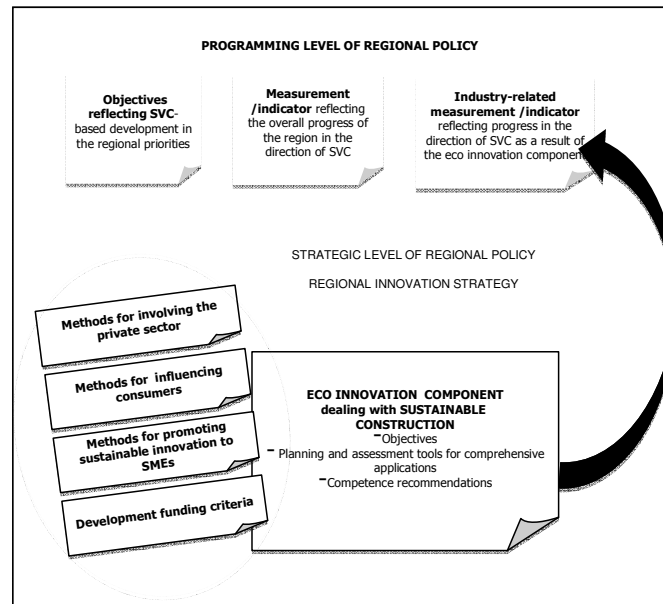 PROGRAMMING LEVEL OF REGIONAL POLICY
Objectives
reflecting SVC-
based development in
the regional priorities
Measurement
/indicator reflecting
the overall progress of
the region in the
direction of SVC
Industry-related
measurement /indicator
reflecting progress in the
direction of SVC as a result of
the eco innovation component
STRATEGIC LEVEL OF REGIONAL POLICY
REGIONAL INNOVATION STRATEGY
Methods for involving the
private sector
Methods for influencing
consumers
Methods for promoting
sustainable innovation to
SMEs
Development funding criteria
ECO INNOVATION COMPONENT
dealing with SUSTAINABLE
CONSTRUCTION
-Objectives
- Planning and assessment tools for comprehensive
applications
-Competence recommendations